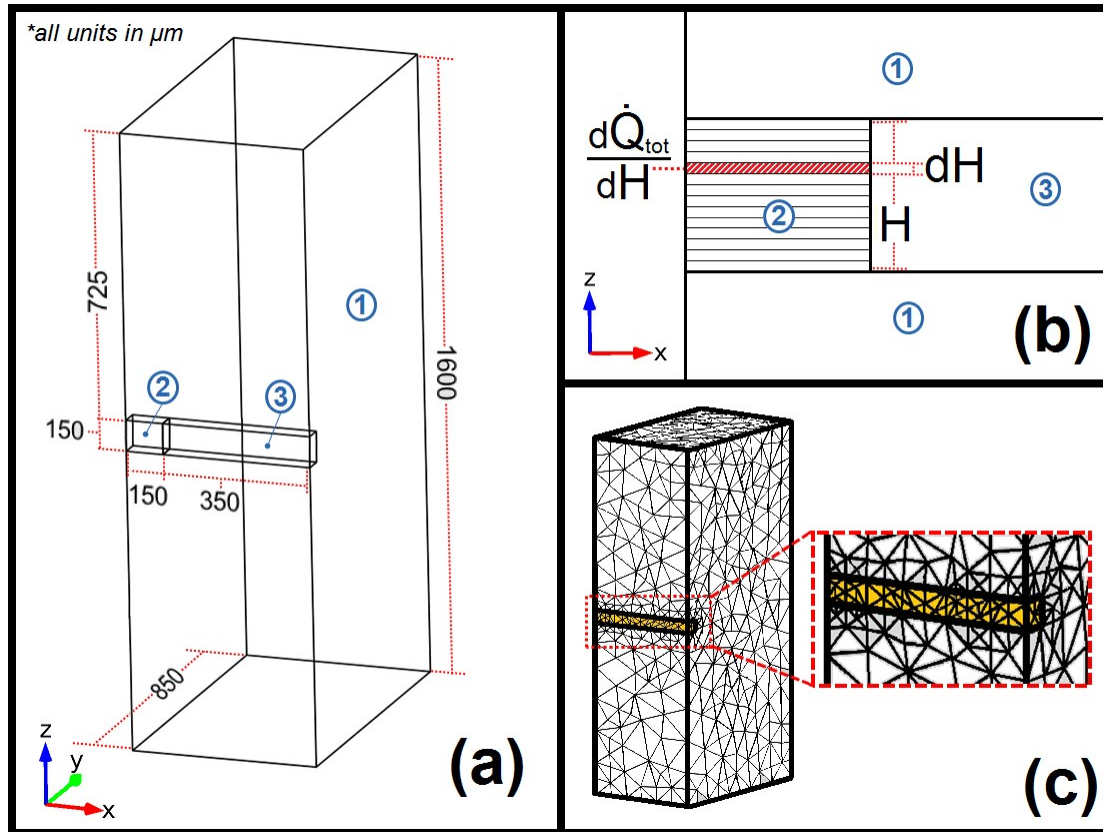 *all units in µm
725
①
1600
②
③
150
150
350
850
z
y
x
(a)
①
dQ̇tot
dH
dH
②
③
H
z
x
①
(b)
(c)